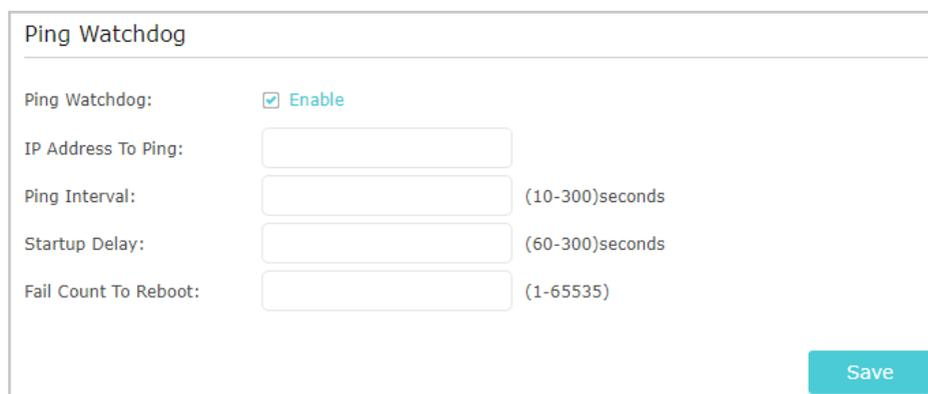 Ping Watchdog
Ping Watchdog: Enable
IP Address To Ping:
Ping Interval: (10-300)seconds
Startup Delay: (60-300)seconds
Fail Count To Reboot: (1-65535)
Save